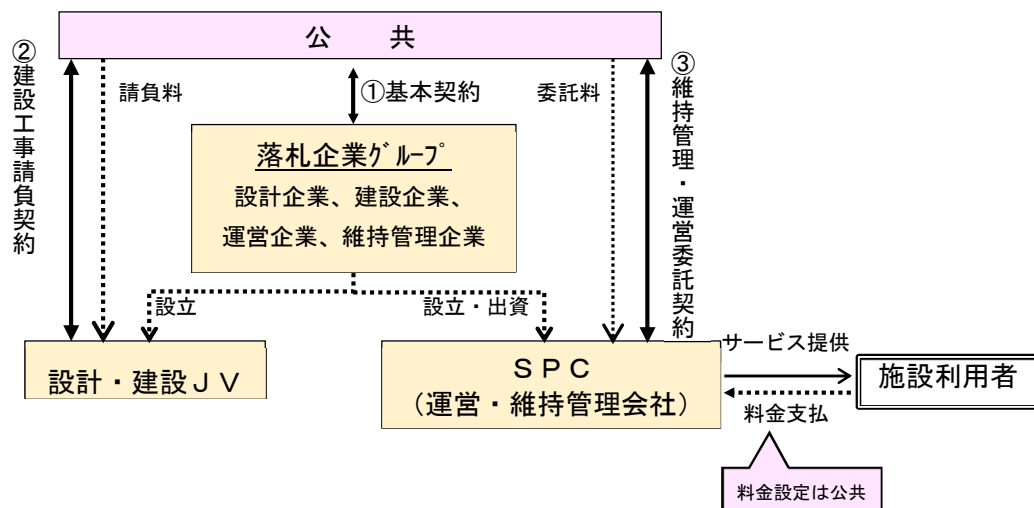 公　　共
②建設工事請負契約
請負料
①基本契約
委託料
③維持管理・運営委託契約
落札企業ｸﾞﾙｰﾌﾟ
設計企業、建設企業、
運営企業、維持管理企業
設立
設立・出資
設計・建設ＪＶ
ＳＰＣ
（運営・維持管理会社）
サービス提供
施設利用者
料金支払
料金設定は公共